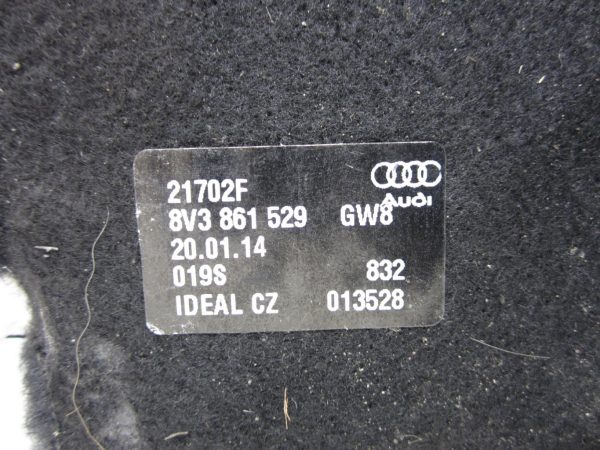 21702F
8V3 861 529 GW8
Audi
20.01.14
019S 832
IDEAL CZ 013528